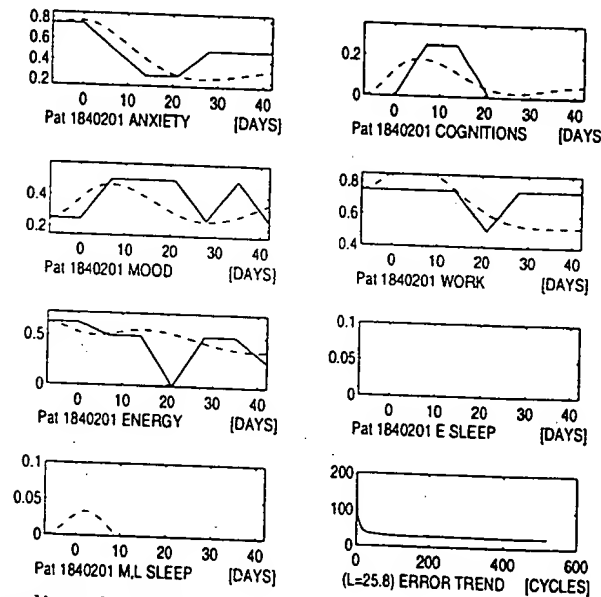 0.8
0.6
0.4
0.2
0 10 20 30 40
Pat 1840201 ANXIETY [DAYS]
0.2
0
0 10 20 30 40
Pat 1840201 COGNITIONS [DAYS
0.4
0.2
0 10 20 30 40
Pat 1840201 MOOD [DAYS]
0.8
0.6
0.4
0 10 20 30 40
Pat 1840201 WORK [DAYS]
0.5
0
0 10 20 30 40
Pat 1840201 ENERGY [DAYS]
0.1
0.05
0
0 10 20 30 40
Pat 1840201 E SLEEP [DAYS]
0.1
0.05
0
0 10 20 30 40
Pat 1840201 M,L SLEEP [DAYS]
200
100
0
0 200 400 600
(L=25.8) ERROR TREND [CYCLES]